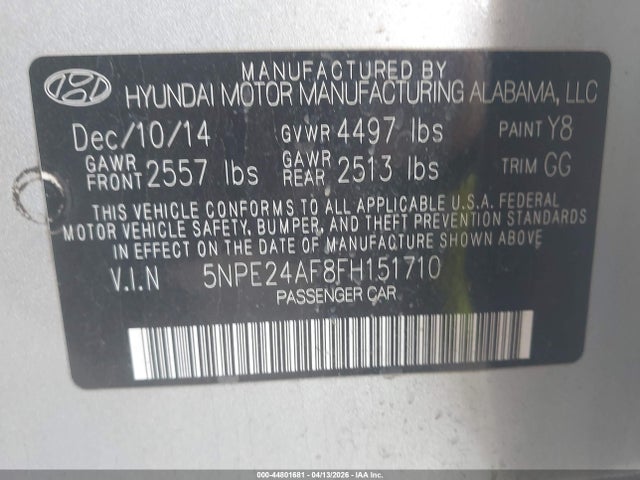 MANUFACTURED BY
HYUNDAI MOTOR MANUFACTURING ALABAMA, LLC
Dec/10/14 GVWR 4497 lbs PAINT Y8
GAWR FRONT 2557 lbs GAWR REAR 2513 lbs TRIM GG
THIS VEHICLE CONFORMS TO ALL APPLICABLE U.S.A. FEDERAL
MOTOR VEHICLE SAFETY, BUMPER, AND THEFT PREVENTION STANDARDS
IN EFFECT ON THE DATE OF MANUFACTURE SHOWN ABOVE.
V.I.N 5NPE24AF8FH151710
PASSENGER CAR
000-44801681 - 04/13/2026 - IAA Inc.